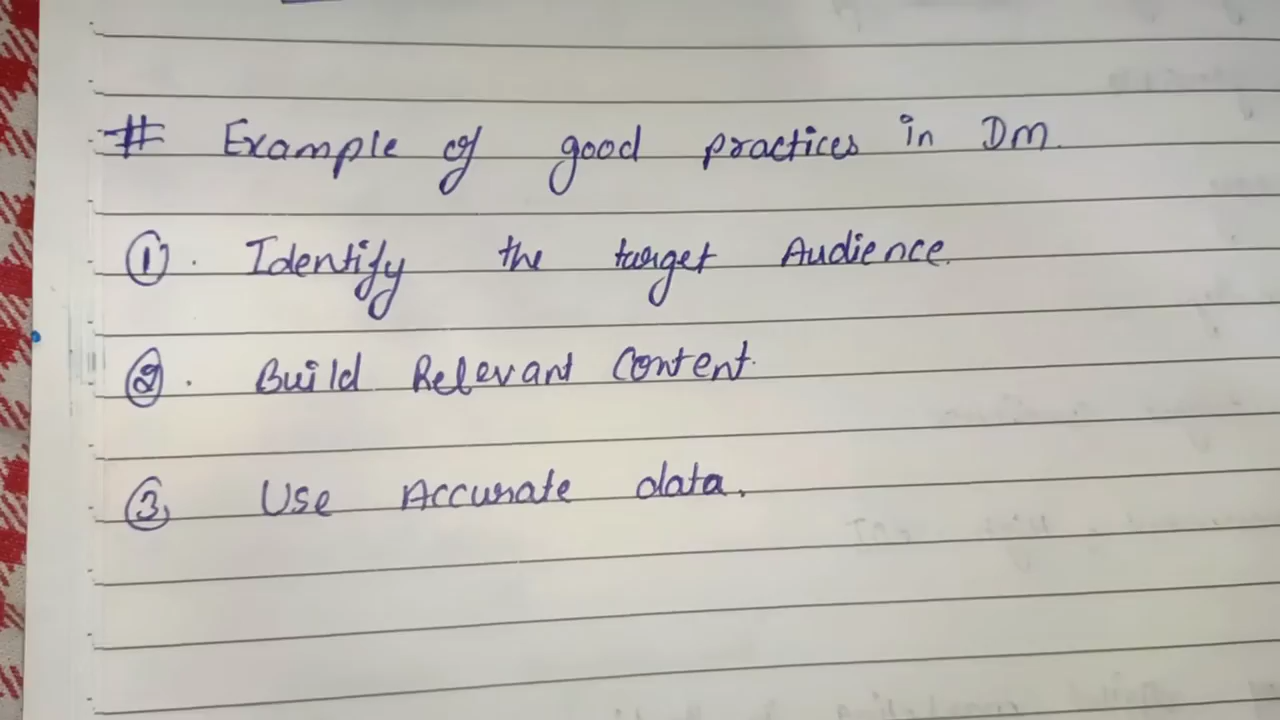 # Example of good practices in DM.
①. Identify the target Audience.
②. Build Relevant Content.
③ Use Accurate data.